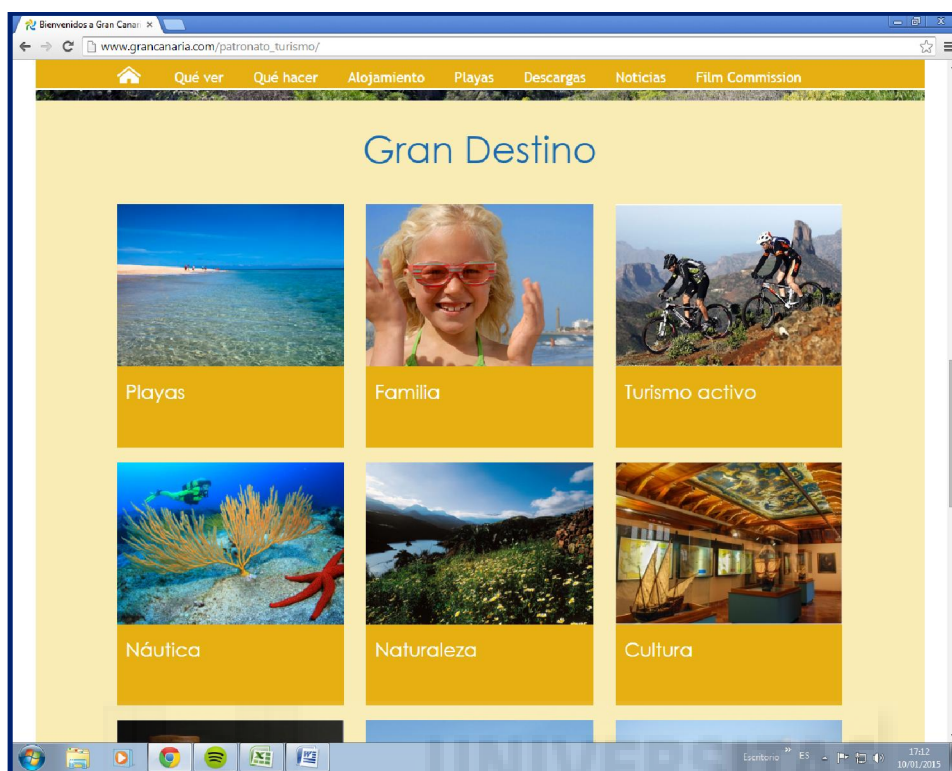 Bienvenidos a Gran Canari
www.grancanaria.com/patronato_turismo/
Qué ver Qué hacer Alojamiento Playas Descargas Noticias Film Commission
Gran Destino
Playas Familia Turismo activo
Náutica Naturaleza Cultura
Escritorio ES 17:12
10/01/2015